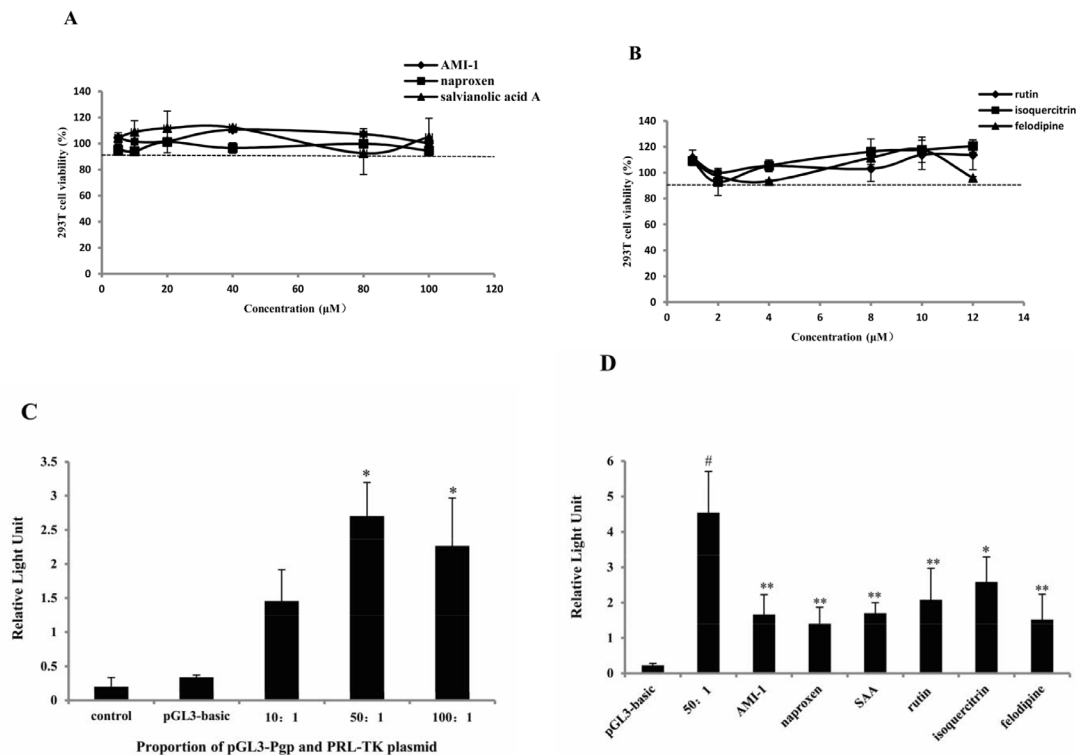 A
AMI-1
naproxen
salvianolic acid A
140
120
100
80
60
40
20
0
293T cell viability (%)
0 20 40 60 80 100 120
Concentration (μM）
B
rutin
isoquercitrin
felodipine
140
120
100
80
60
40
20
0
293T cell viability (%)
0 2 4 6 8 10 12 14
Concentration (μM）
C
3.5
3
2.5
2
1.5
1
0.5
0
Relative Light Unit
* *
control pGL3-basic 10：1 50：1 100：1
Proportion of pGL3-Pgp and PRL-TK plasmid
D
6
5
4
3
2
1
0
Relative Light Unit
# ** ** ** ** * **
pGL3-basic 50：1 AMI-1 naproxen SAA rutin isoquercitrin felodipine